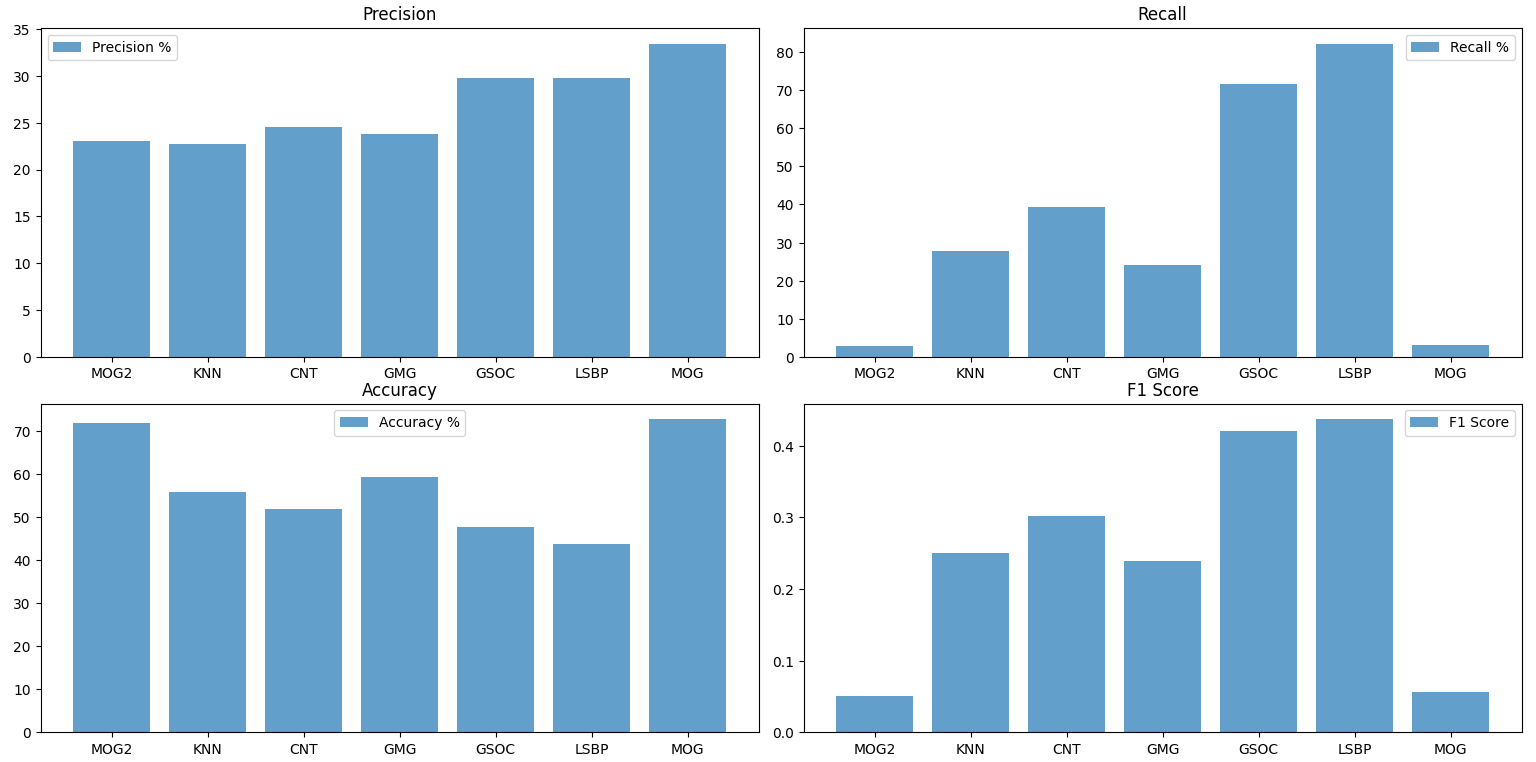 Precision
35
30
25
20
15
10
5
0
Precision %
MOG2 KNN CNT GMG GSOC LSBP MOG
Recall
80
70
60
50
40
30
20
10
0
Recall %
MOG2 KNN CNT GMG GSOC LSBP MOG
Accuracy
70
60
50
40
30
20
10
0
Accuracy %
MOG2 KNN CNT GMG GSOC LSBP MOG
F1 Score
0.4
0.3
0.2
0.1
0.0
F1 Score
MOG2 KNN CNT GMG GSOC LSBP MOG